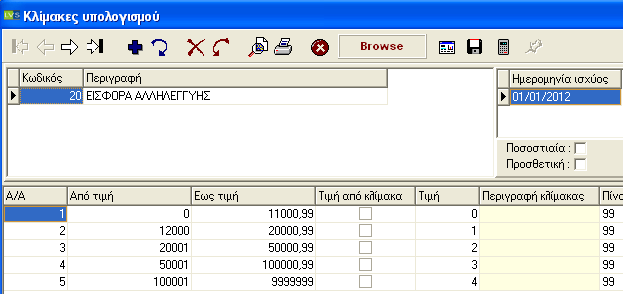 LVS Κλίμακες υπολογισμού
Browse
Κωδικός Περιγραφή
20 ΕΙΣΦΟΡΑ ΑΛΛΗΛΕΓΓΥΗΣ
Ημερομηνία ισχύος
01/01/2012
Ποσοστιαία :
Προσθετική :
Α/Α Από τιμή Εως τιμή Τιμή από κλίμακα Τιμή Περιγραφή κλίμακας Πίνα
1 0 11000,99 0 99
2 12000 20000,99 1 99
3 20001 50000,99 2 99
4 50001 100000,99 3 99
5 100001 9999999 4 99